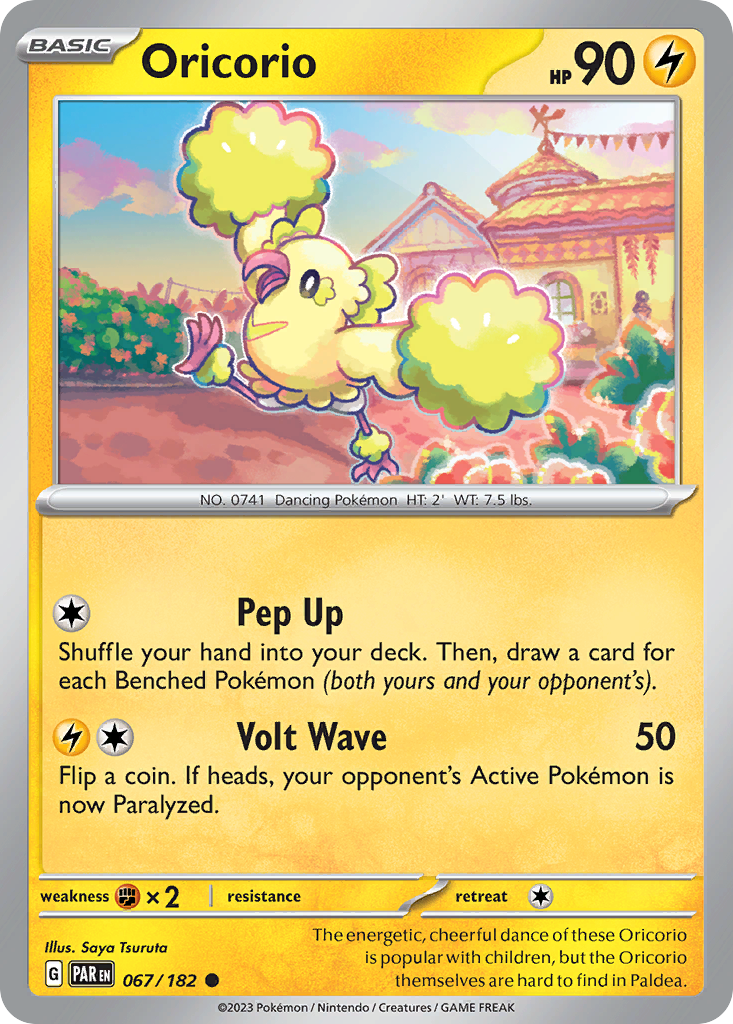 BASIC
Oricorio
HP 90
NO. 0741 Dancing Pokémon HT: 2' WT: 7.5 lbs.
Pep Up
Shuffle your hand into your deck. Then, draw a card for
each Benched Pokémon (both yours and your opponent's).
Volt Wave 50
Flip a coin. If heads, your opponent's Active Pokémon is
now Paralyzed.
weakness ×2 resistance retreat
Illus. Saya Tsuruta
The energetic, cheerful dance of these Oricorio
is popular with children, but the Oricorio
themselves are hard to find in Paldea.
G PAR EN 067/182
©2023 Pokémon / Nintendo / Creatures / GAME FREAK